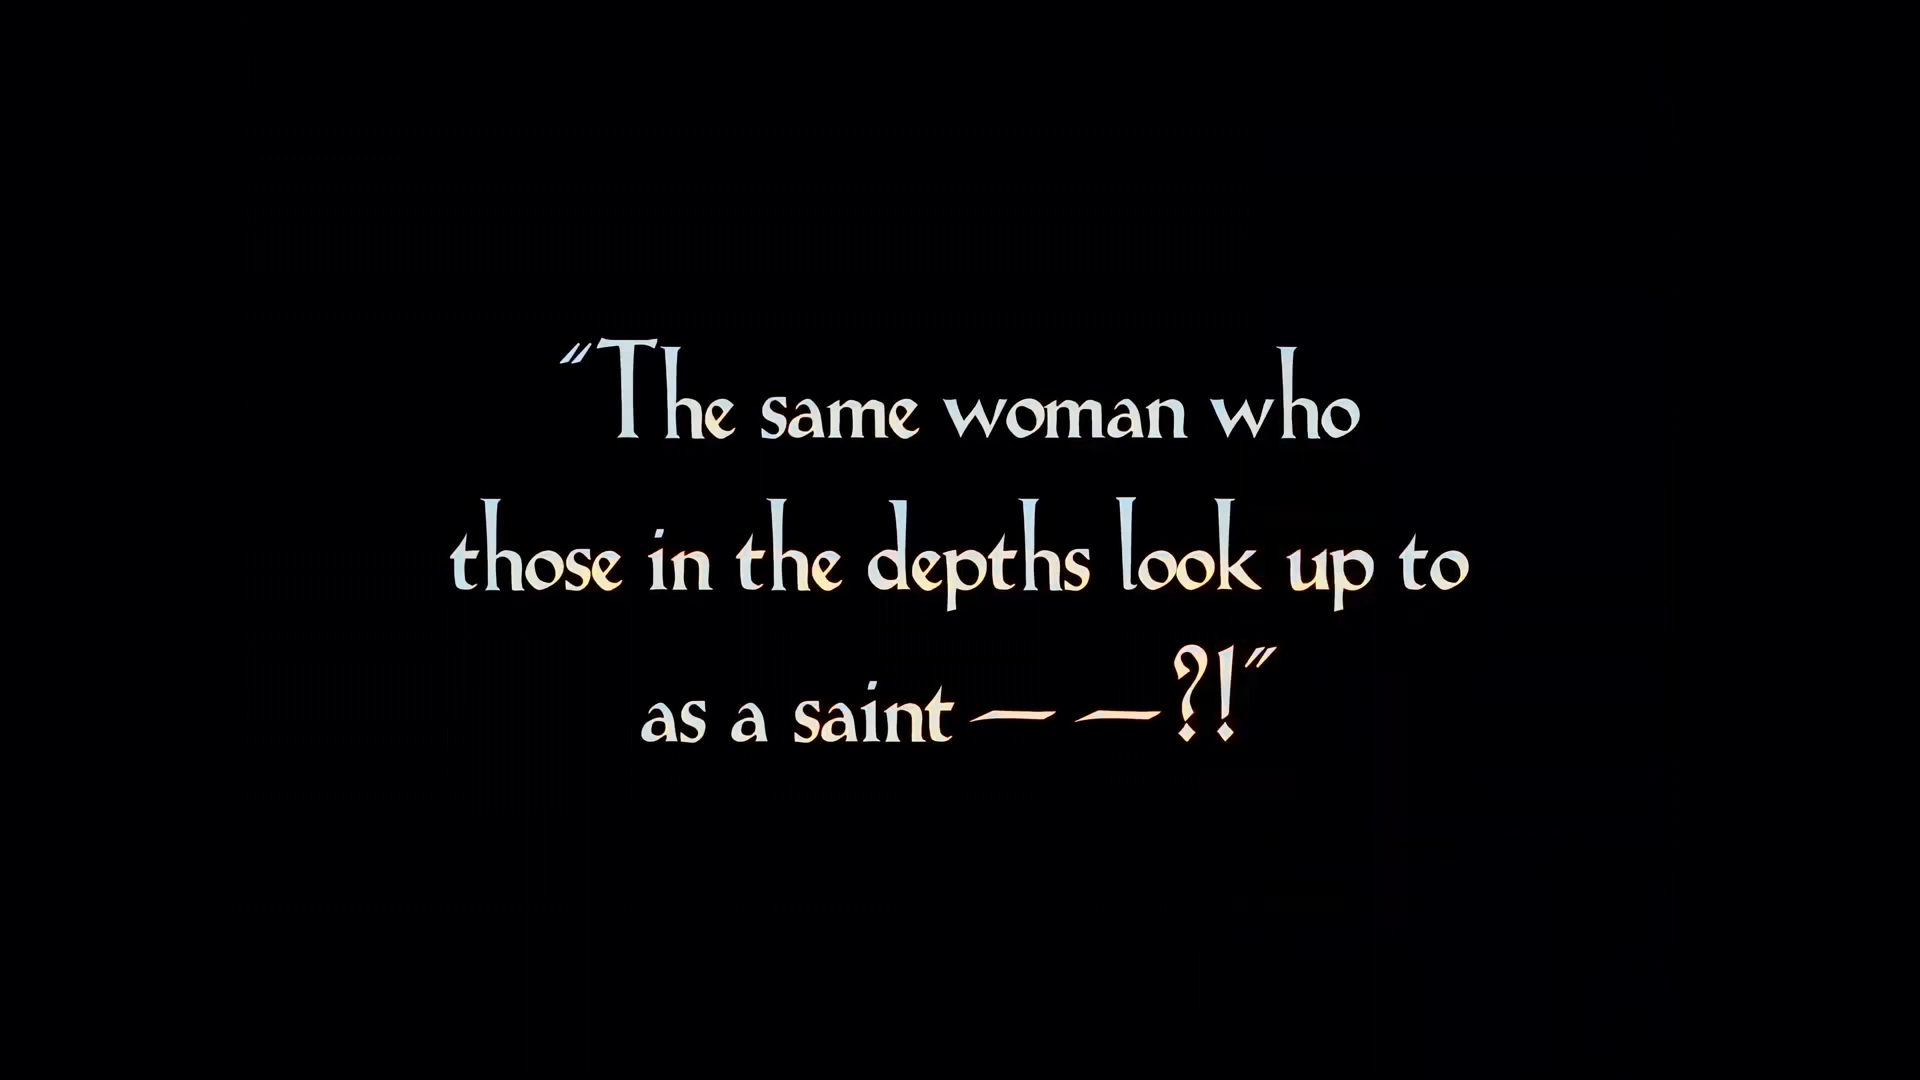 "The same woman who
those in the depths look up to
as a saint — —?!"